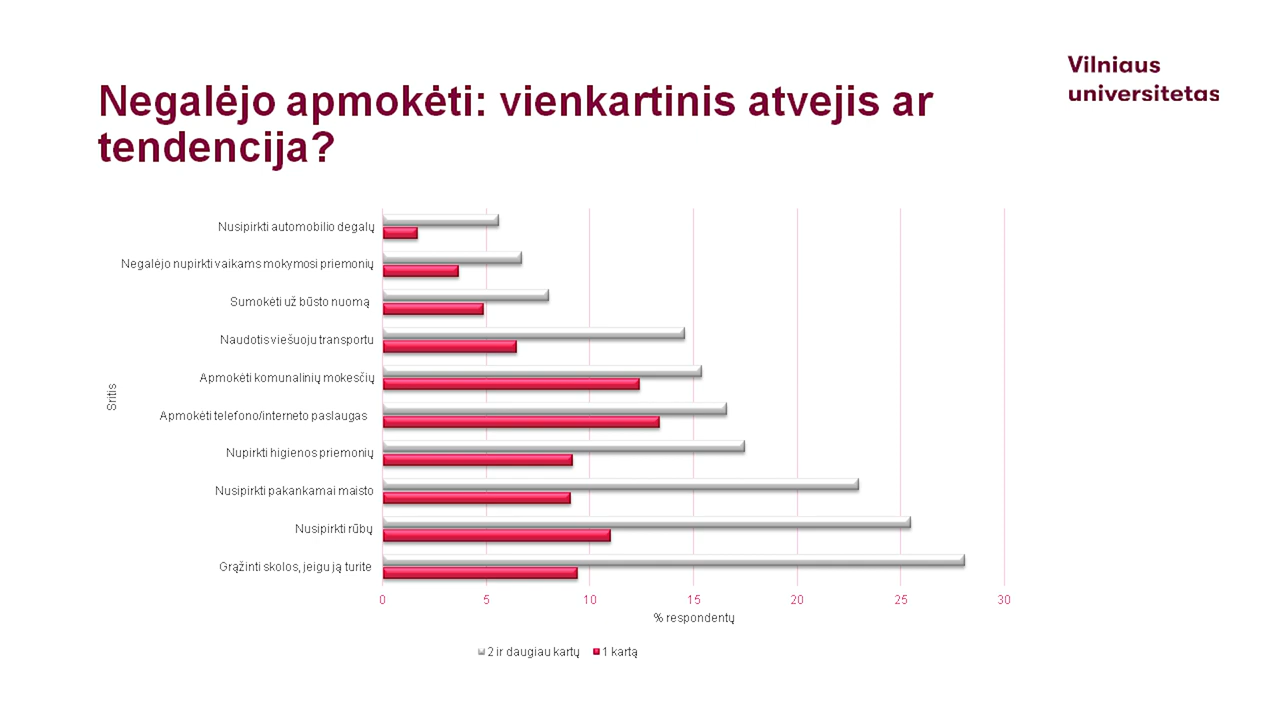 Vilniaus
universitetas
Negalėjo apmokėti: vienkartinis atvejis ar
tendencija?
Nusipirkti automobilio degalų
Negalėjo nupirkti vaikams mokymosi priemonių
Sumokėti už būsto nuomą
Naudotis viešuoju transportu
Apmokėti komunalinių mokesčių
Apmokėti telefono/interneto paslaugas
Nupirkti higienos priemonių
Nusipirkti pakankamai maisto
Nusipirkti rūbų
Grąžinti skolos, jeigu ją turite
Sritis
0 5 10 15 20 25 30
% respondentų
2 ir daugiau kartų 1 kartą